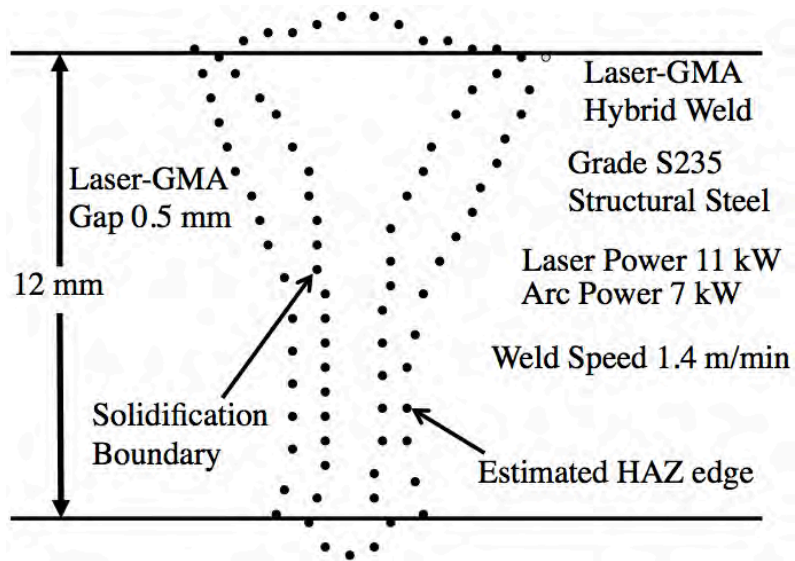 Laser-GMA
Hybrid Weld
Laser-GMA
Gap 0.5 mm
Grade S235
Structural Steel
12 mm
Laser Power 11 kW
Arc Power 7 kW
Weld Speed 1.4 m/min
Solidification
Boundary
Estimated HAZ edge